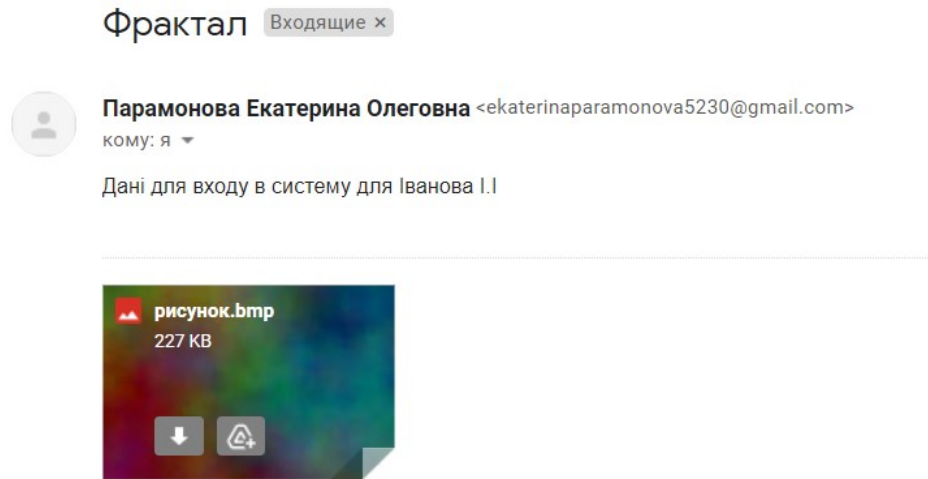 Фрактал Входящие ×
Парамонова Екатерина Олеговна <ekaterinaparamonova5230@gmail.com>
кому: я
Дані для входу в систему для Іванова І.І
рисунок.bmp
227 KB